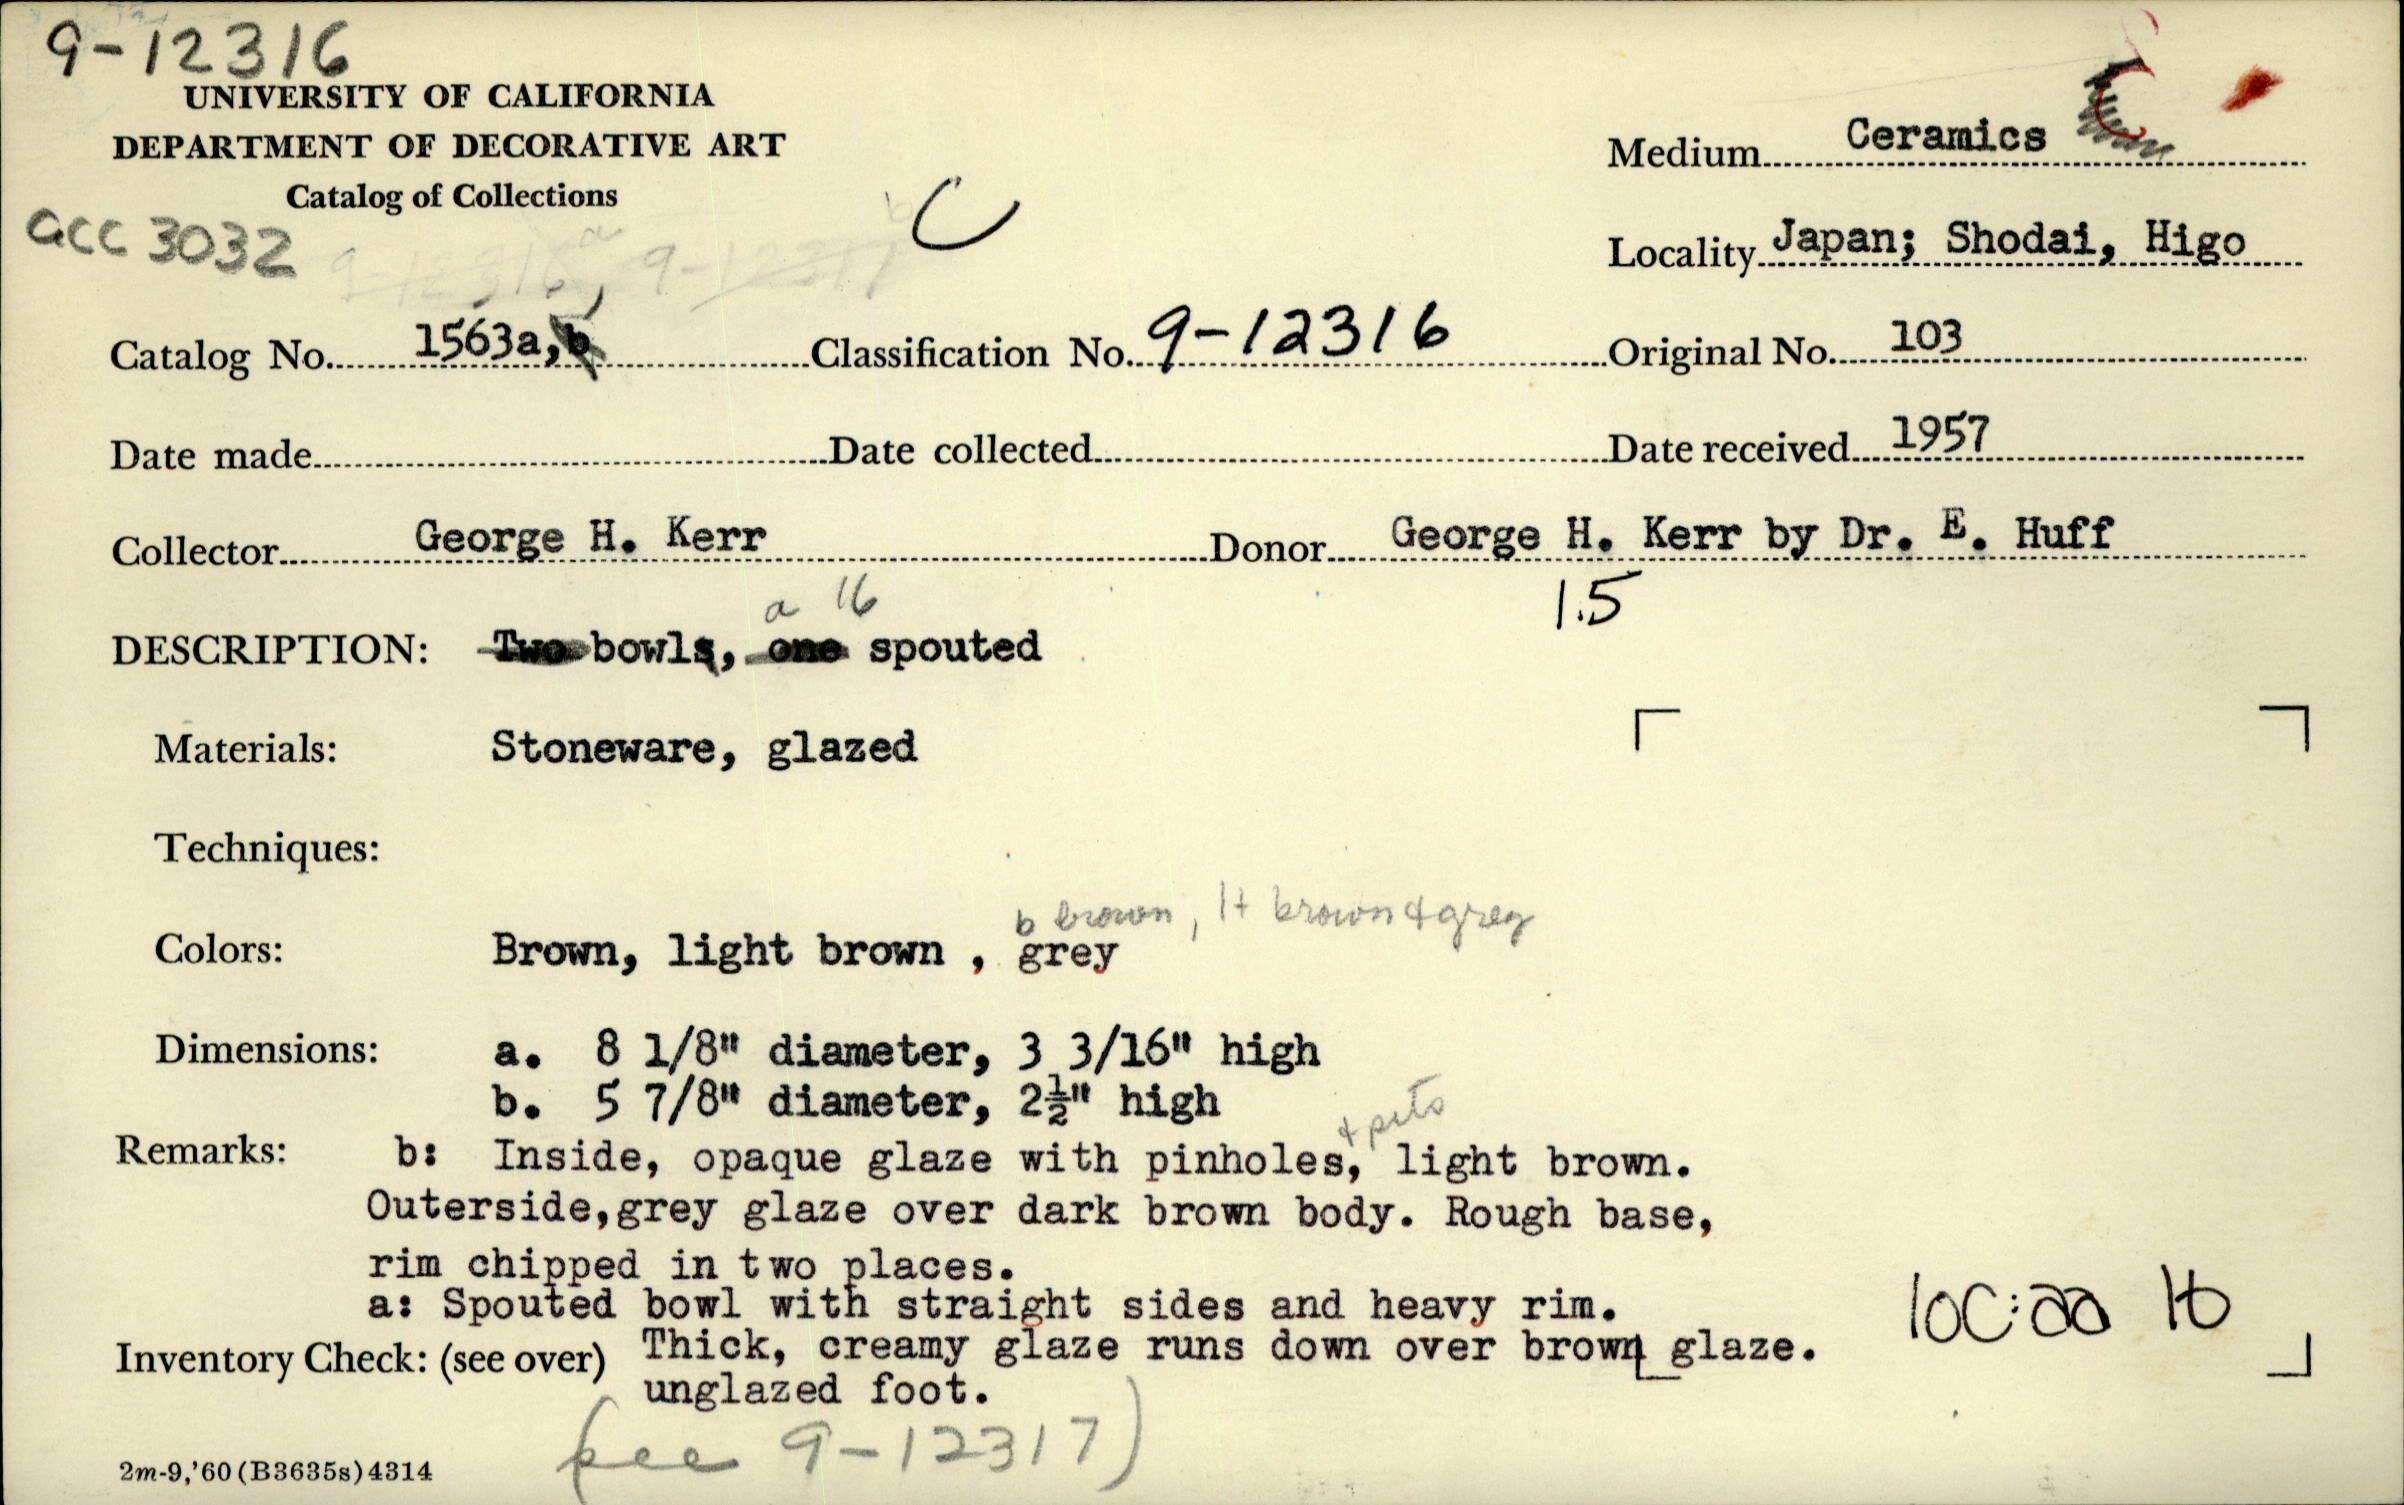 9-12316
UNIVERSITY OF CALIFORNIA
DEPARTMENT OF DECORATIVE ART
Catalog of Collections
acc 3032
9-12316a 9-12317b
C
Medium Ceramics
Locality Japan; Shodai, Higo
Catalog No. 1563a,b Classification No. 9-12316 Original No. 103
Date made Date collected Date received 1957
Collector George H. Kerr Donor George H. Kerr by Dr. E. Huff
a 16 1.5
DESCRIPTION: Two bowls, one spouted
Materials: Stoneware, glazed
Techniques:
b brown, lt brown & grey
Colors: Brown, light brown , grey
Dimensions: a. 8 1/8" diameter, 3 3/16" high
b. 5 7/8" diameter, 2½" high
& pits
Remarks: b: Inside, opaque glaze with pinholes, light brown.
Outerside,grey glaze over dark brown body. Rough base,
rim chipped in two places.
a: Spouted bowl with straight sides and heavy rim.
Inventory Check: (see over) Thick, creamy glaze runs down over brown glaze.
unglazed foot.
(see 9-12317)
2m-9,'60(B3635s)4314